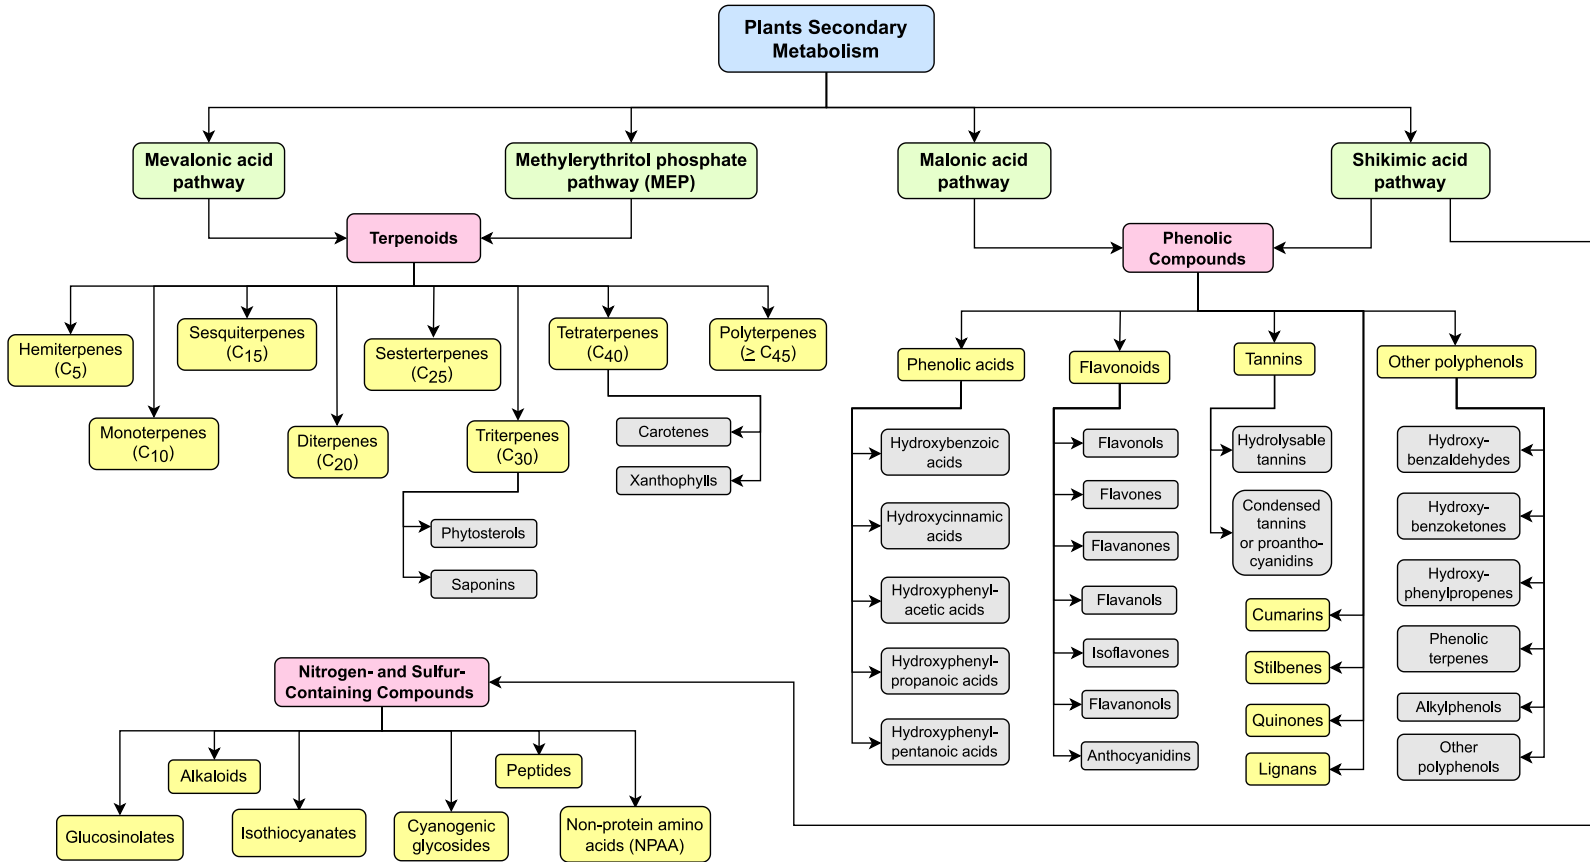 Plants Secondary
Metabolism
Mevalonic acid
pathway
Methylerythritol phosphate
pathway (MEP)
Malonic acid
pathway
Shikimic acid
pathway
Terpenoids
Phenolic
Compounds
Hemiterpenes
(C5)
Monoterpenes
(C10)
Sesquiterpenes
(C15)
Diterpenes
(C20)
Sesterterpenes
(C25)
Triterpenes
(C30)
Tetraterpenes
(C40)
Polyterpenes
(≥ C45)
Carotenes
Xanthophylls
Phytosterols
Saponins
Phenolic acids
Flavonoids
Tannins
Other polyphenols
Hydroxybenzoic
acids
Hydroxycinnamic
acids
Hydroxyphenyl-
acetic acids
Hydroxyphenyl-
propanoic acids
Hydroxyphenyl-
pentanoic acids
Flavonols
Flavones
Flavanones
Flavanols
Isoflavones
Flavanonols
Anthocyanidins
Hydrolysable
tannins
Condensed
tannins
or proantho-
cyanidins
Cumarins
Stilbenes
Quinones
Lignans
Hydroxy-
benzaldehydes
Hydroxy-
benzoketones
Hydroxy-
phenylpropenes
Phenolic
terpenes
Alkylphenols
Other
polyphenols
Nitrogen- and Sulfur-
Containing Compounds
Glucosinolates
Alkaloids
Isothiocyanates
Cyanogenic
glycosides
Peptides
Non-protein amino
acids (NPAA)